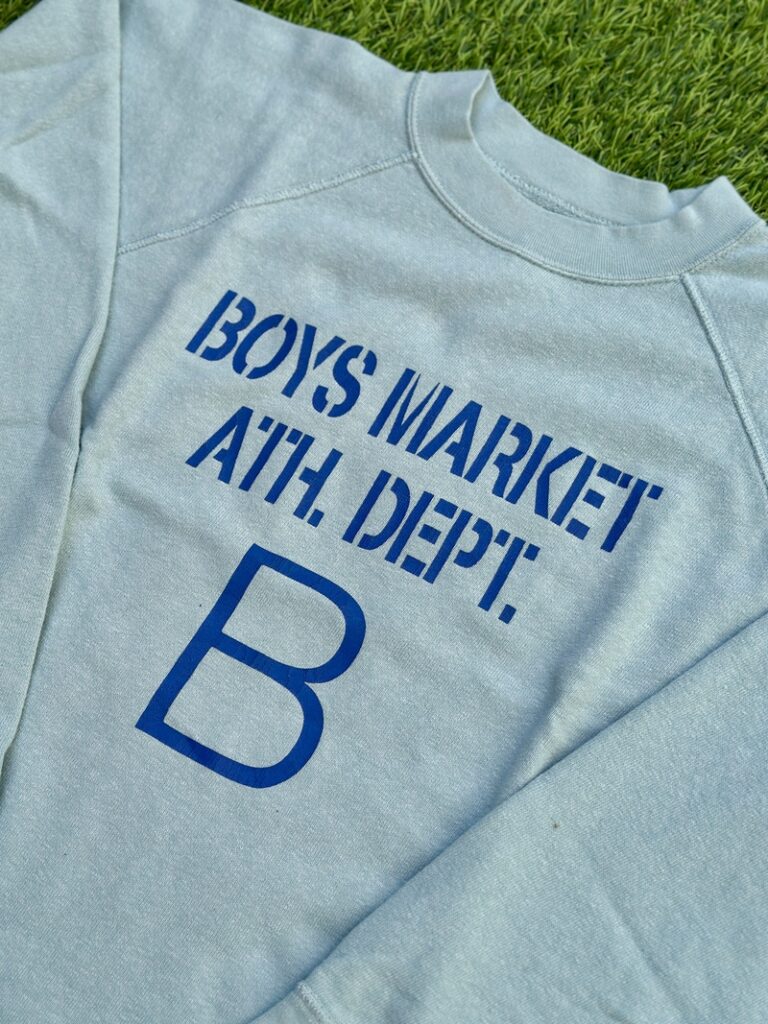 BOYS MARKET
ATH. DEPT.
B